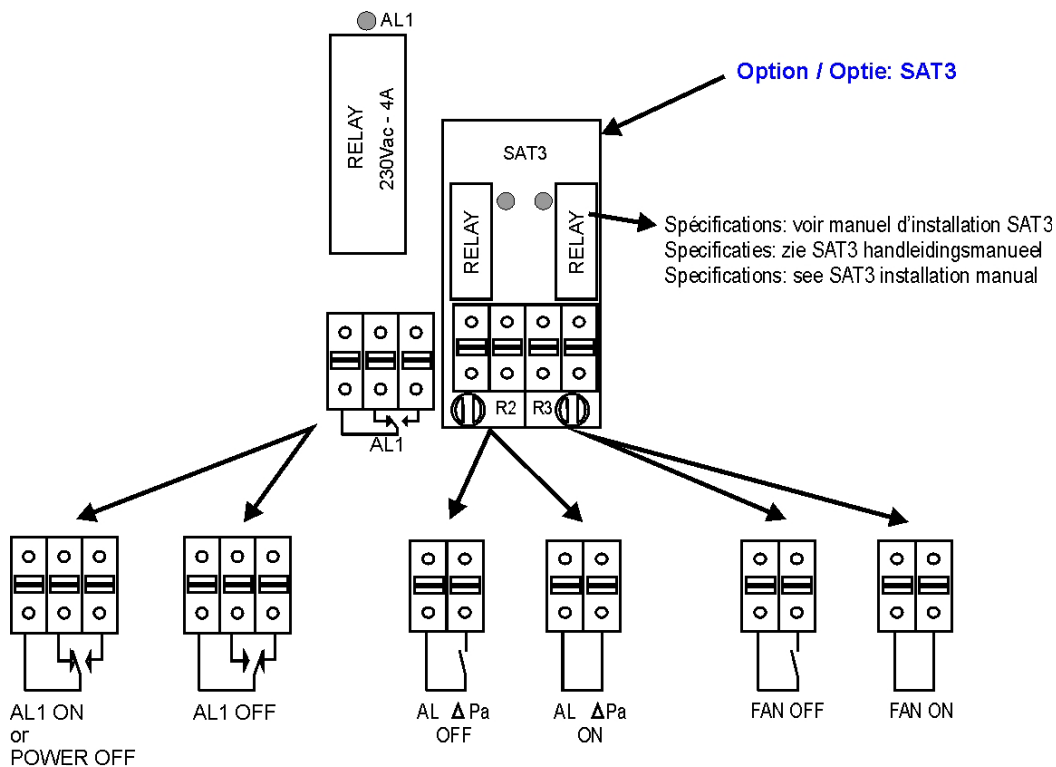 AL1
RELAY
230Vac - 4A
Option / Optie: SAT3
SAT3
RELAY
RELAY
Spécifications: voir manuel d'installation SAT3
Specificaties: zie SAT3 handleidingsmanueel
Specifications: see SAT3 installation manual
R2
R3
AL1
AL1 ON
or
POWER OFF
AL1 OFF
AL Δ Pa
OFF
AL ΔPa
ON
FAN OFF
FAN ON